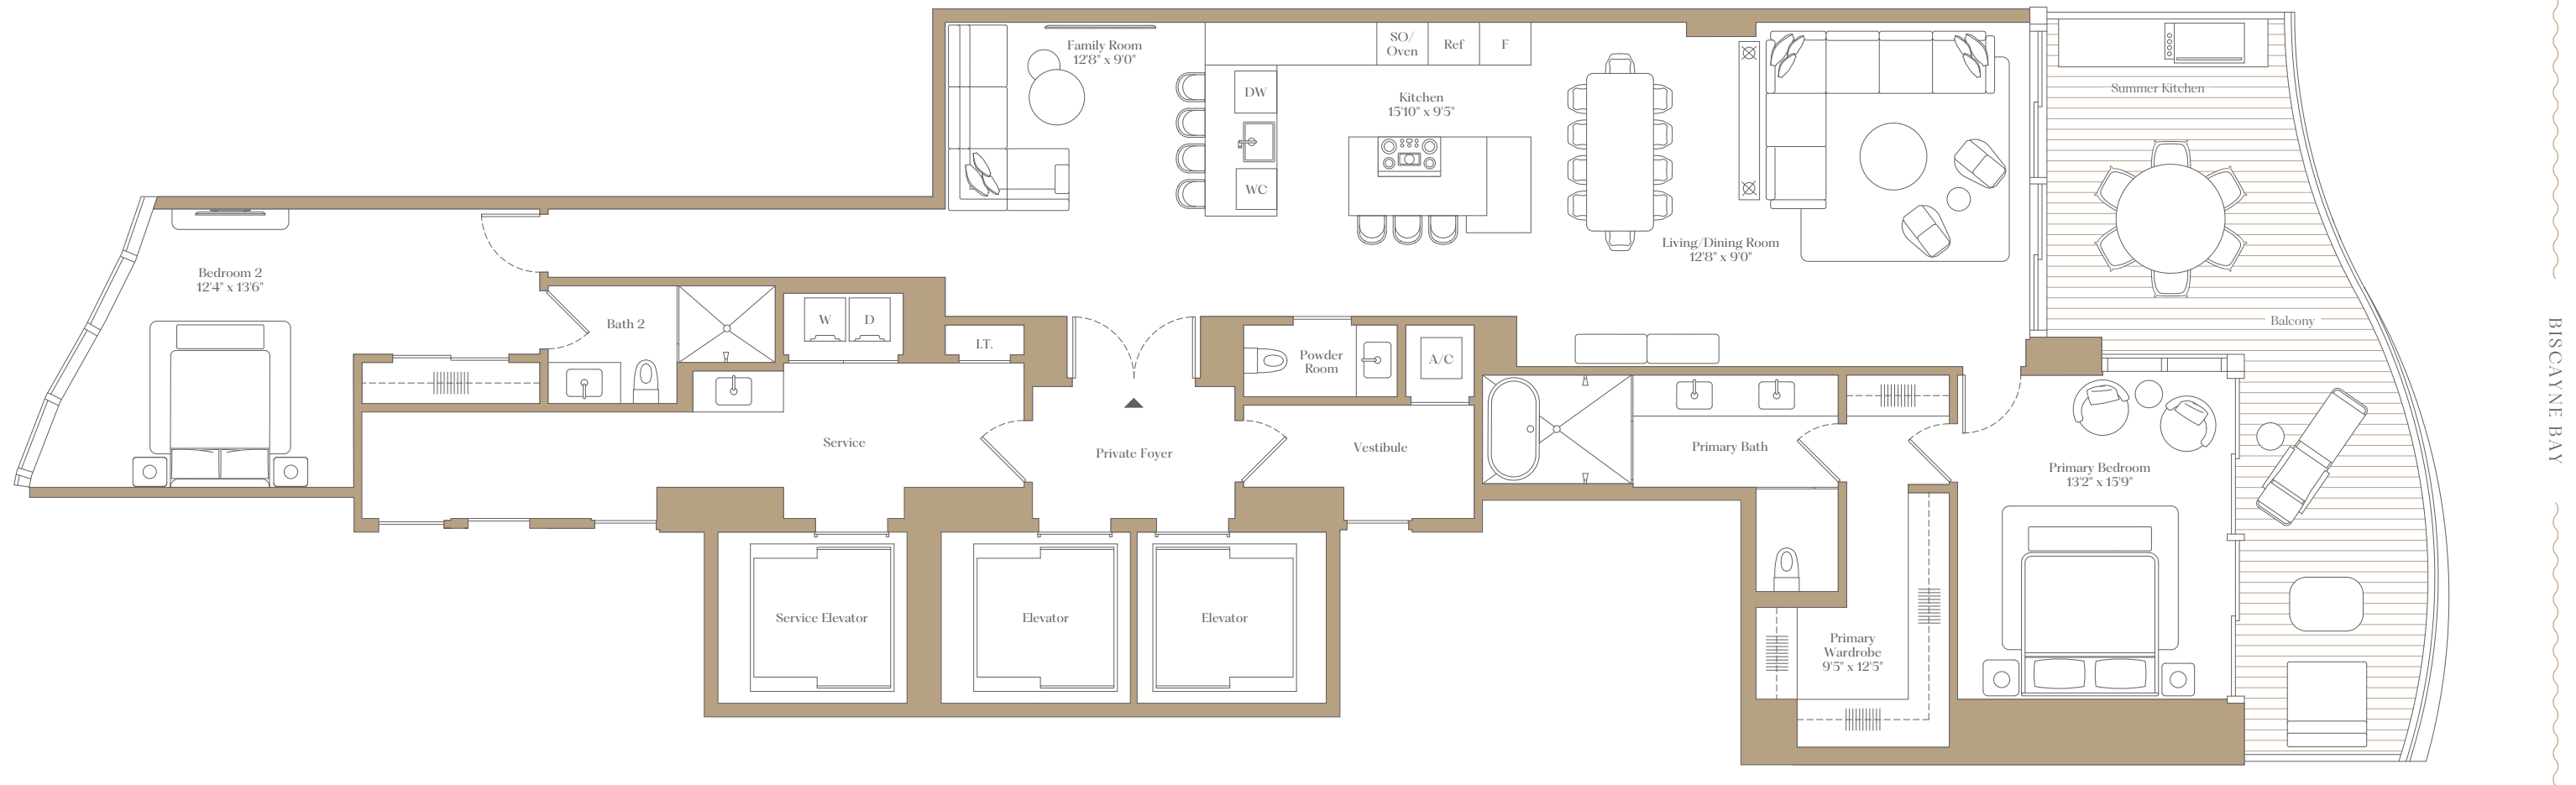 Family Room
12'8" x 9'0"
SO/
Oven
Ref
F
DW
WC
Kitchen
15'10" x 9'5"
Living/Dining Room
12'8" x 9'0"
Summer Kitchen
Balcony
BISCAYNE BAY
Bedroom 2
12'4" x 13'6"
Bath 2
W
D
I.T.
Powder
Room
A/C
Service
Private Foyer
Vestibule
Primary Bath
Primary Bedroom
13'2" x 15'9"
Service Elevator
Elevator
Elevator
Primary
Wardrobe
9'5" x 12'5"